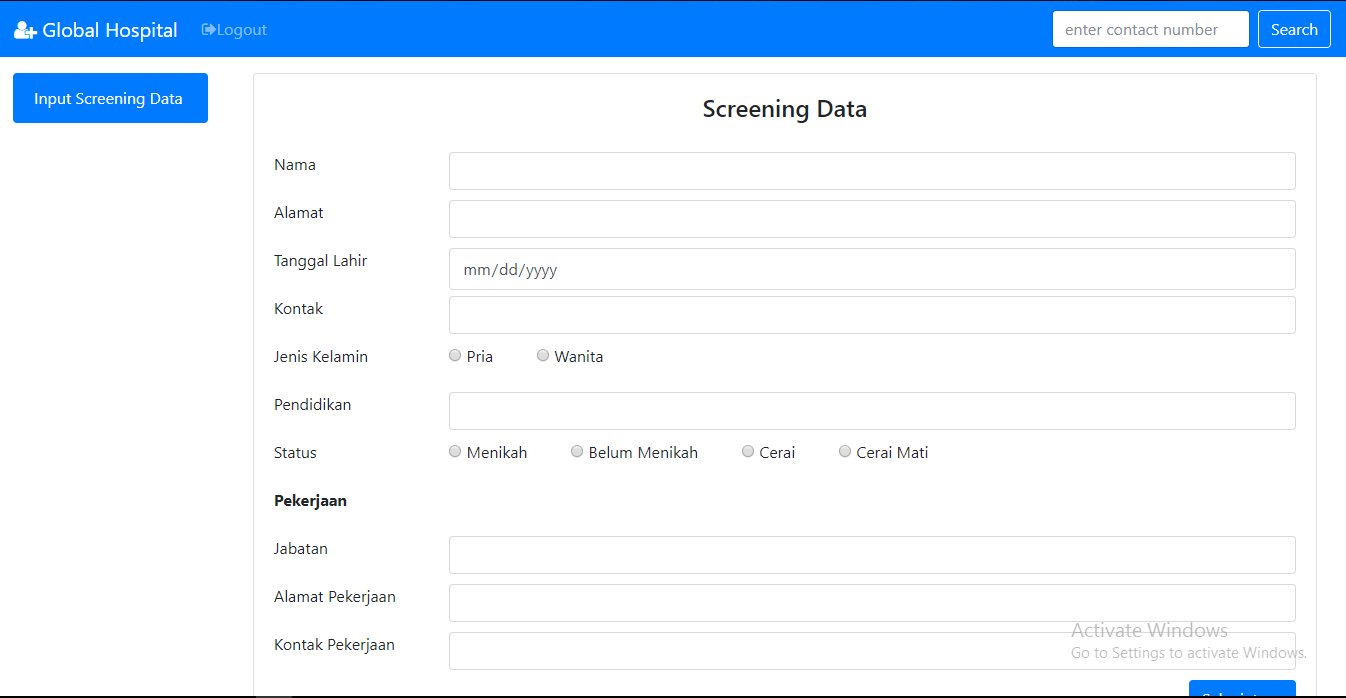 Global Hospital Logout enter contact number Search
Input Screening Data
Screening Data
Nama
Alamat
Tanggal Lahir mm/dd/yyyy
Kontak
Jenis Kelamin Pria Wanita
Pendidikan
Status Menikah Belum Menikah Cerai Cerai Mati
Pekerjaan
Jabatan
Alamat Pekerjaan
Activate Windows
Kontak Pekerjaan
Go to Settings to activate Windows.